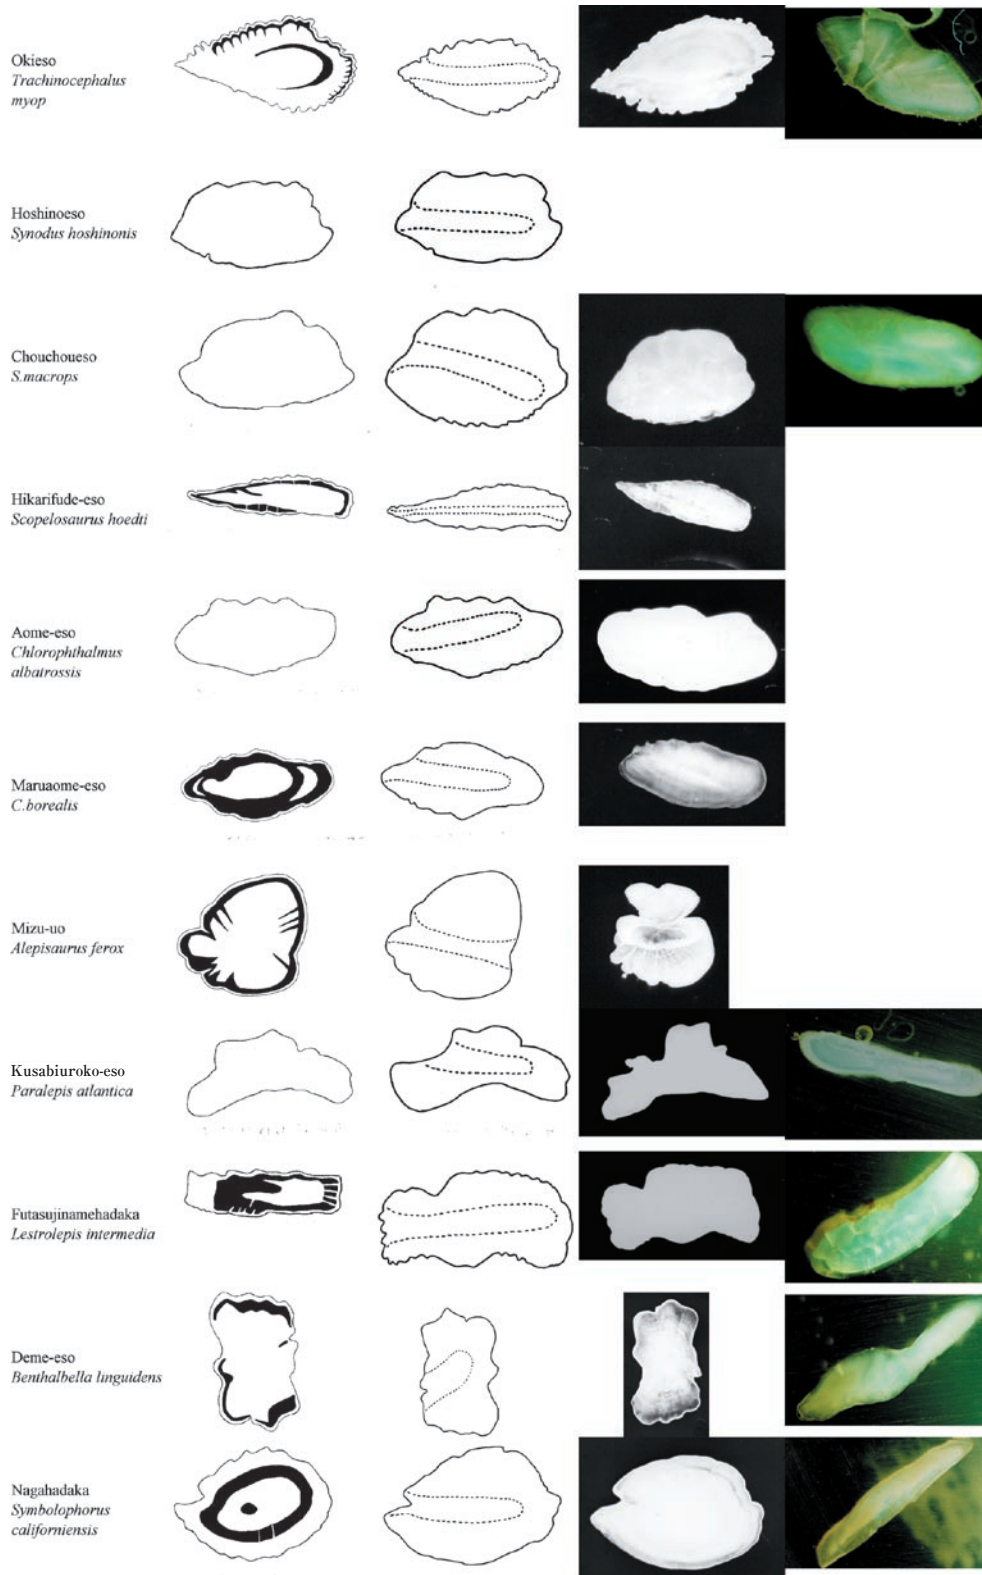 Okieso
Trachinocephalus
myop
Hoshinoeso
Synodus hoshinonis
Chouchoueso
S.macrops
Hikarifude-eso
Scopelosaurus hoedti
Aome-eso
Chlorophthalmus
albatrossis
Maruaome-eso
C.borealis
Mizu-uo
Alepisaurus ferox
Kusabiuroko-eso
Paralepis atlantica
Futasujinamehadaka
Lestrolepis intermedia
Deme-eso
Benthalbella linguidens
Nagahadaka
Symbolophorus
californiensis